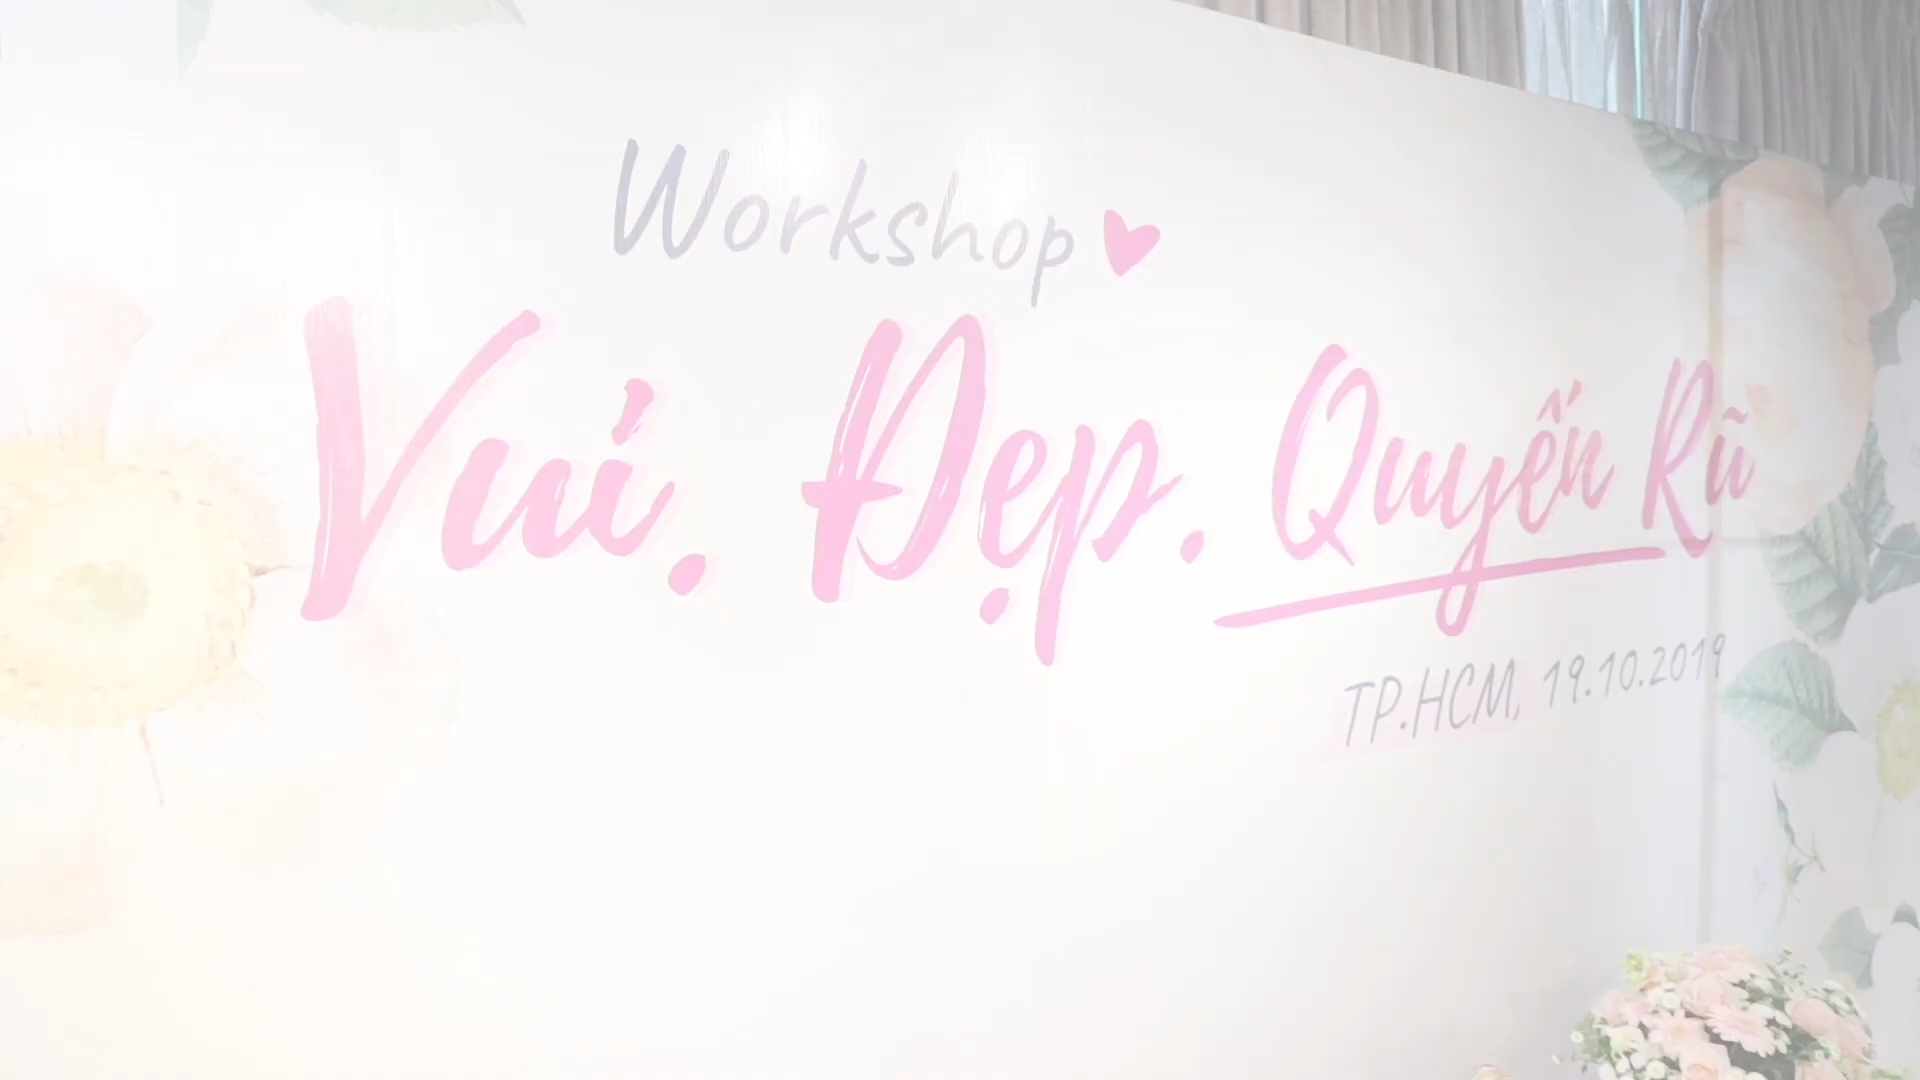 Workshop
Vui. Đẹp. Quyến Rũ
TP.HCM, 19.10.2019